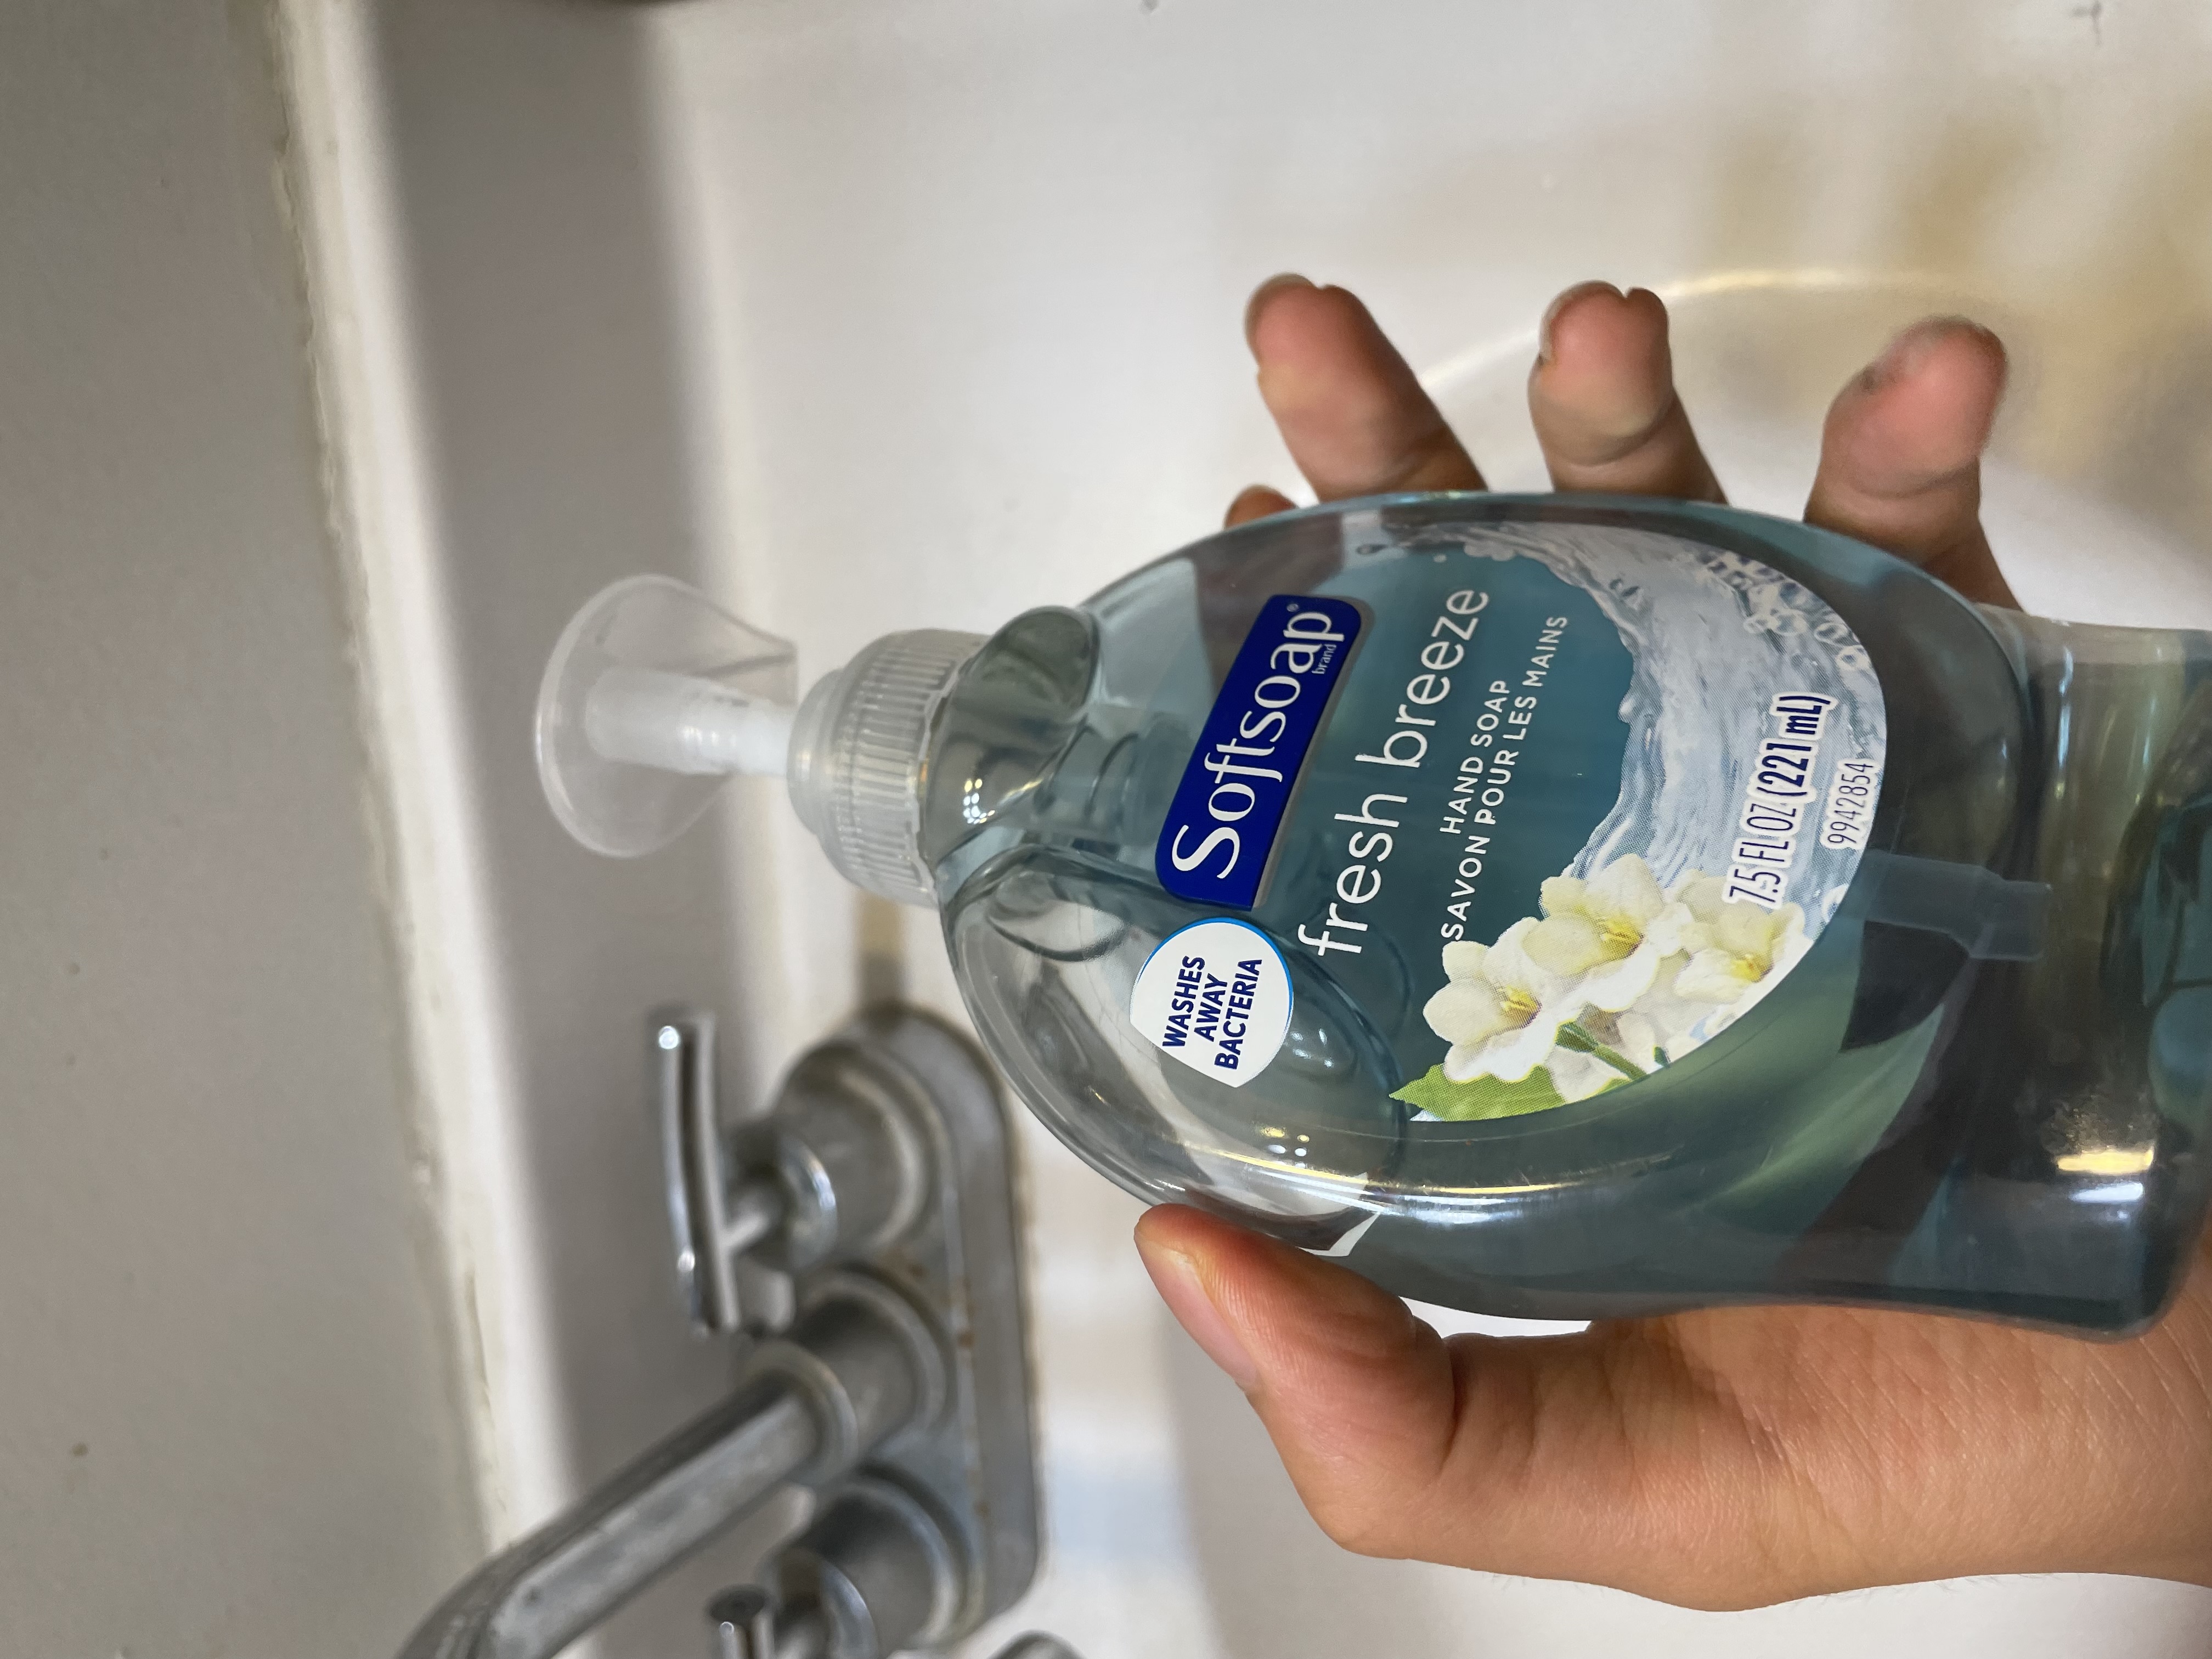 WASHES
AWAY
BACTERIA
Softsoap®
brand
fresh breeze
HAND SOAP
SAVON POUR LES MAINS
7.5 FL OZ (221 mL)
9942854